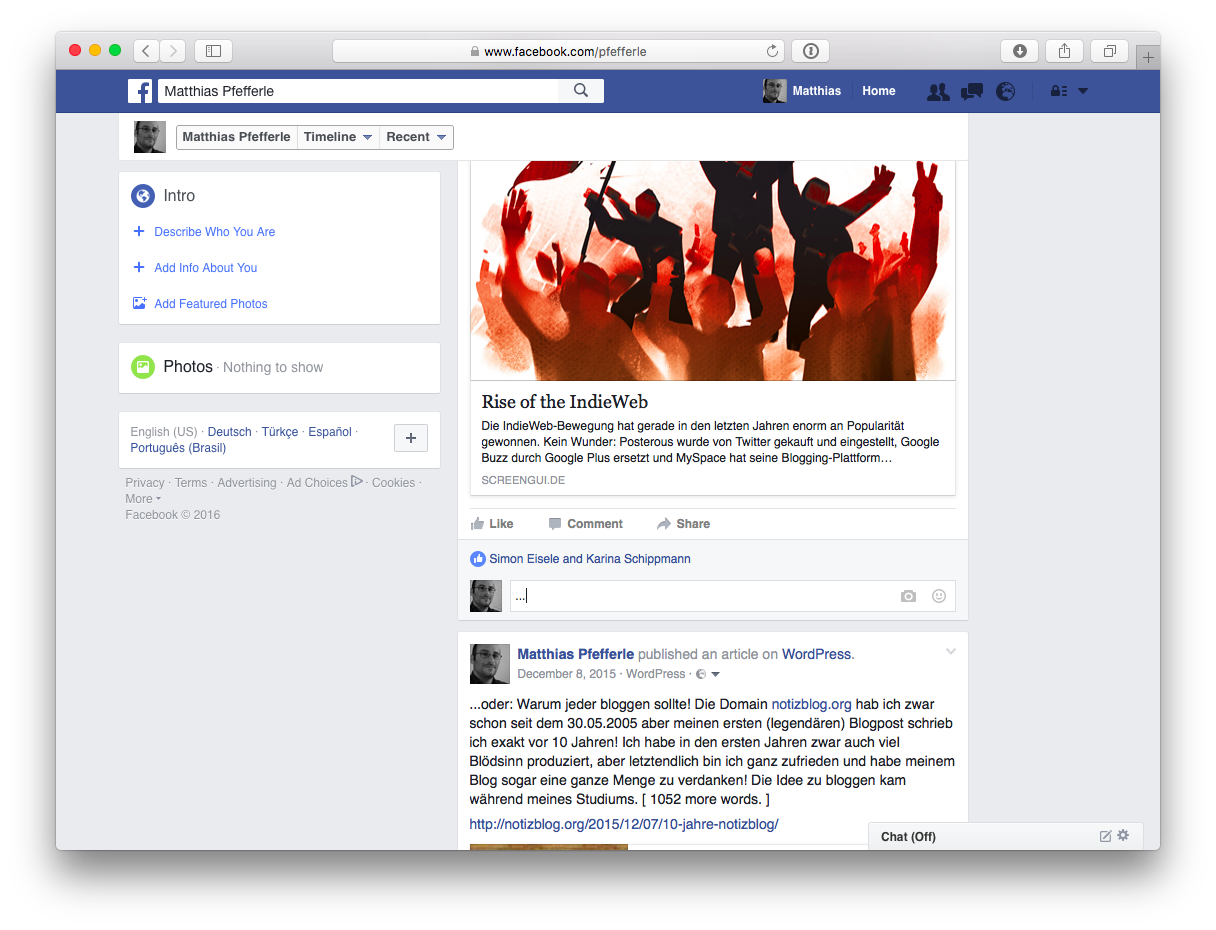 www.facebook.com/pfefferle
Matthias Pfefferle
Matthias
Home
Matthias Pfefferle
Timeline
Recent
Intro
Describe Who You Are
Add Info About You
Add Featured Photos
Photos · Nothing to show
English (US) · Deutsch · Türkçe · Español ·
Português (Brasil)
Privacy · Terms · Advertising · Ad Choices · Cookies ·
More
Facebook © 2016
Rise of the IndieWeb
Die IndieWeb-Bewegung hat gerade in den letzten Jahren enorm an Popularität
gewonnen. Kein Wunder: Posterous wurde von Twitter gekauft und eingestellt, Google
Buzz durch Google Plus ersetzt und MySpace hat seine Blogging-Plattform…
SCREENGUI.DE
Like
Comment
Share
Simon Eisele and Karina Schippmann
...
Matthias Pfefferle published an article on WordPress.
December 8, 2015 · WordPress ·
...oder: Warum jeder bloggen sollte! Die Domain notizblog.org hab ich zwar
schon seit dem 30.05.2005 aber meinen ersten (legendären) Blogpost schrieb
ich exakt vor 10 Jahren! Ich habe in den ersten Jahren zwar auch viel
Blödsinn produziert, aber letztendlich bin ich ganz zufrieden und habe meinem
Blog sogar eine ganze Menge zu verdanken! Die Idee zu bloggen kam
während meines Studiums. [ 1052 more words. ]
http://notizblog.org/2015/12/07/10-jahre-notizblog/
Chat (Off)